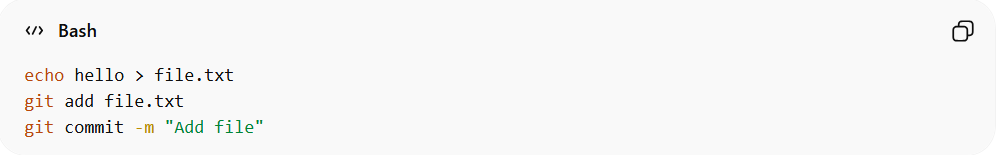 Bash
echo hello > file.txt
git add file.txt
git commit -m "Add file"